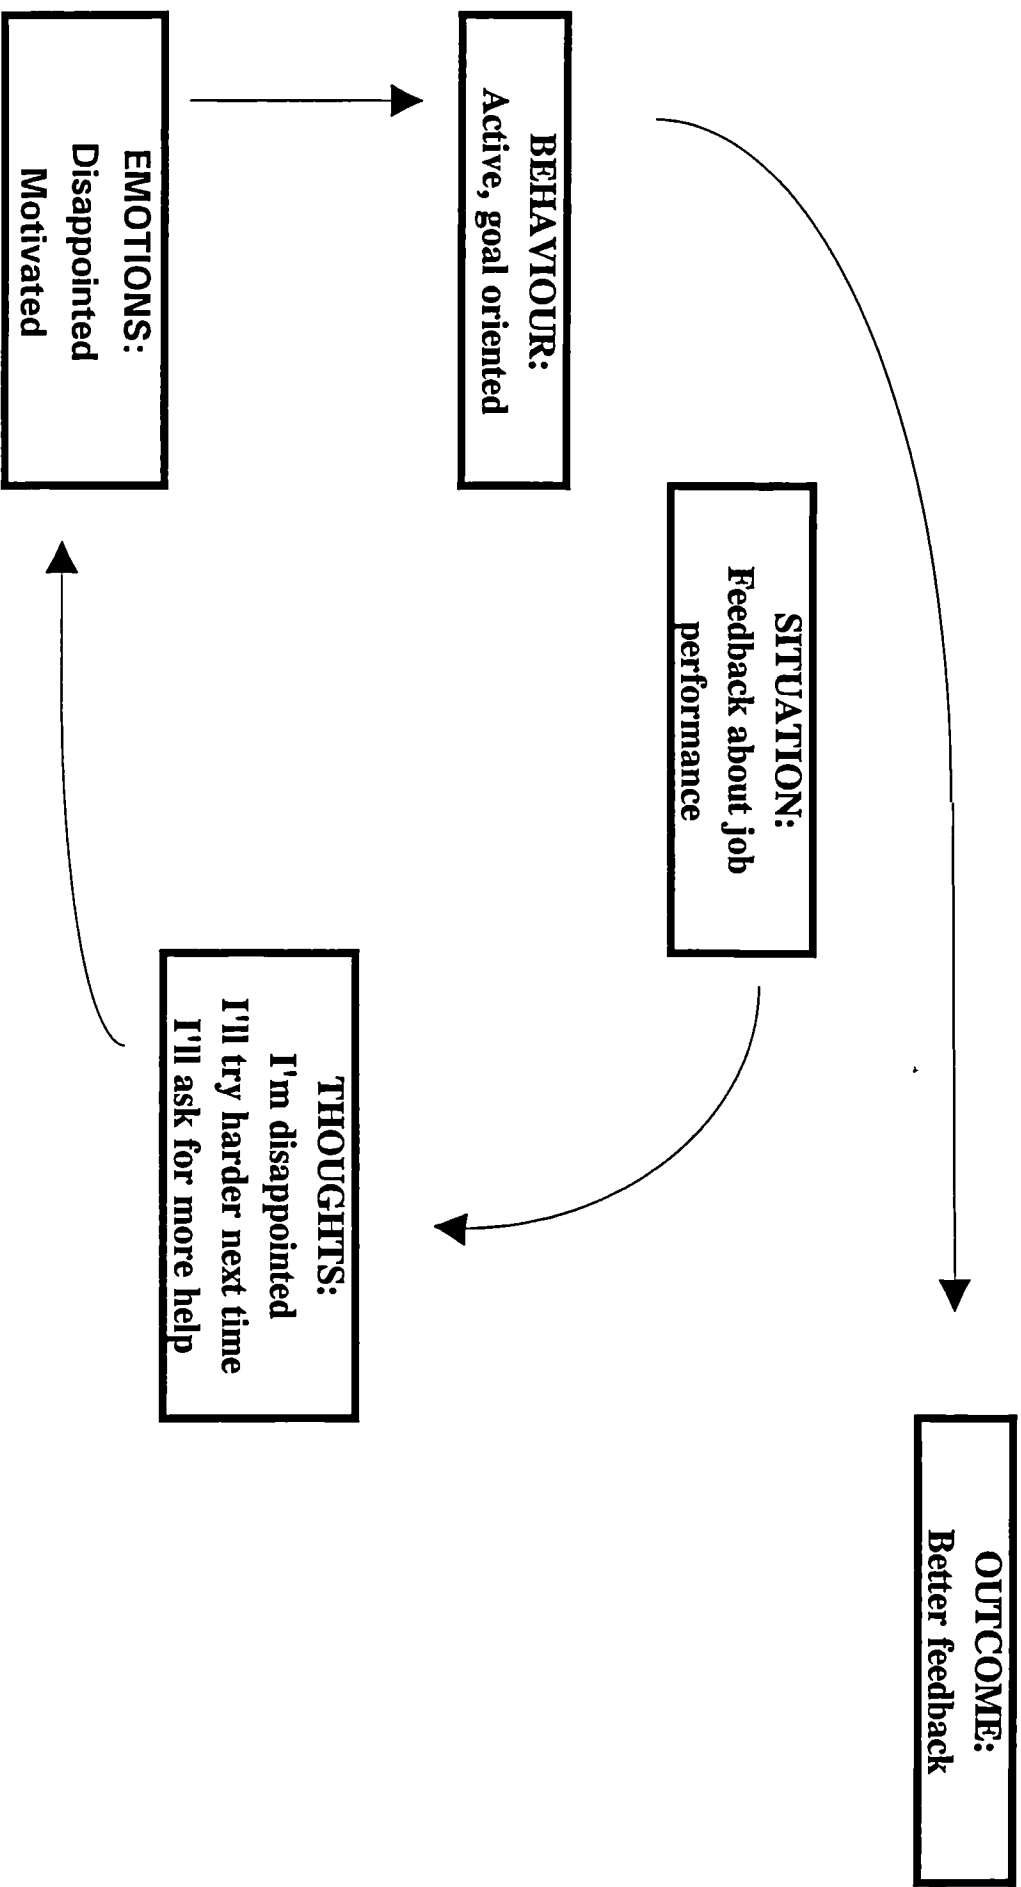 OUTCOME:
Better feedback
SITUATION:
Feedback about job
performance
BEHAVIOUR:
Active, goal oriented
THOUGHTS:
I'm disappointed
I'll try harder next time
I'll ask for more help
EMOTIONS:
Disappointed
Motivated